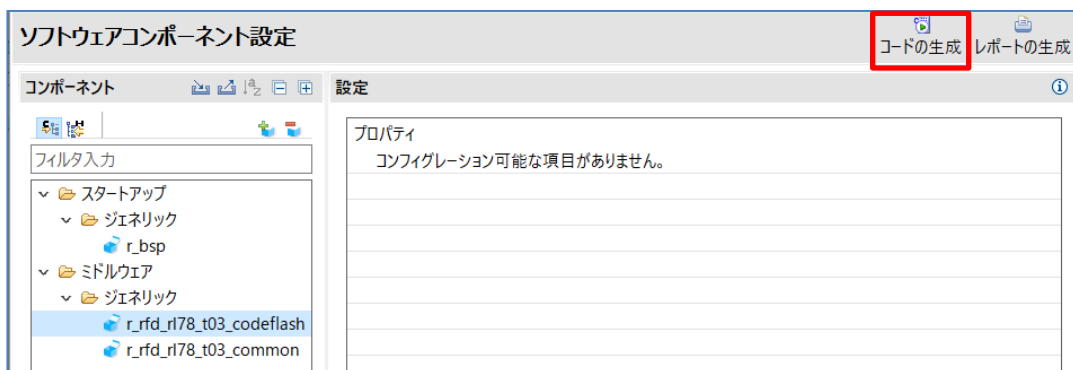 ソフトウェアコンポーネント設定
コードの生成 レポートの生成
コンポーネント
設定
フィルタ入力
スタートアップ
ジェネリック
r_bsp
ミドルウェア
ジェネリック
r_rfd_rl78_t03_codeflash
r_rfd_rl78_t03_common
プロパティ
コンフィグレーション可能な項目がありません。